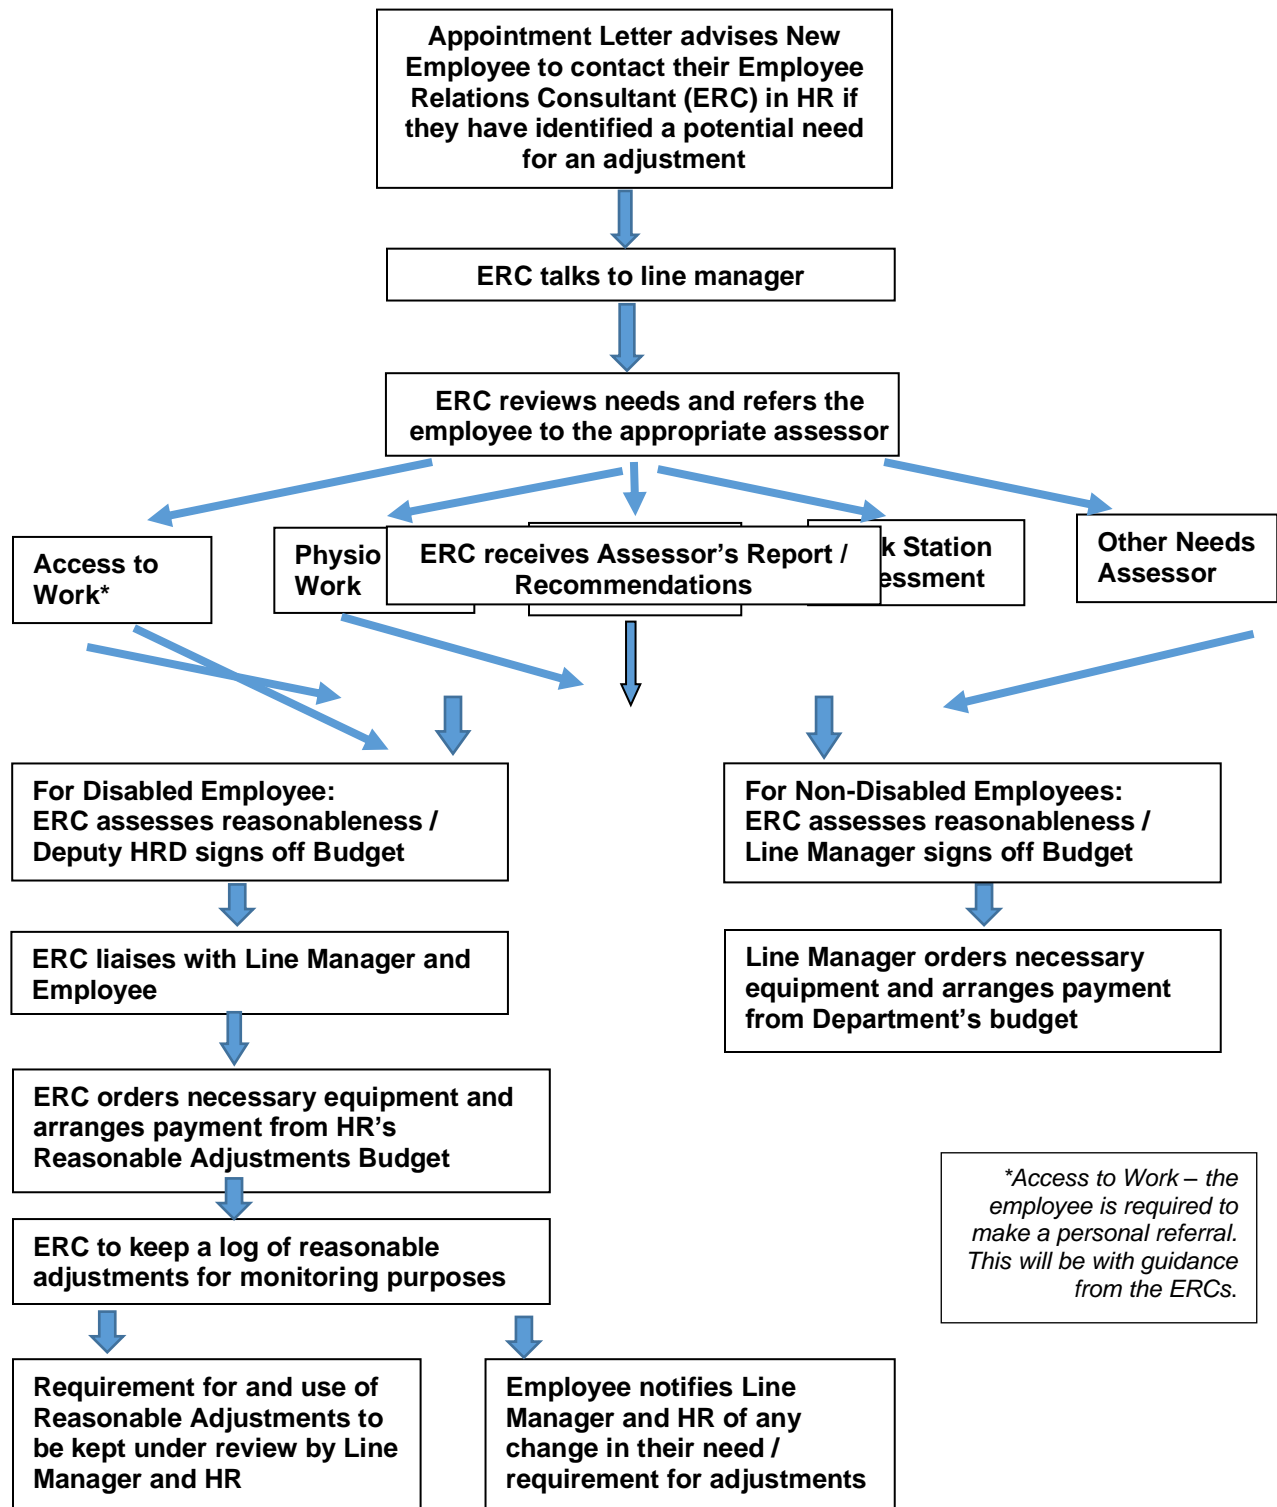 Appointment Letter advises New
Employee to contact their Employee
Relations Consultant (ERC) in HR if
they have identified a potential need
for an adjustment
ERC talks to line manager
ERC reviews needs and refers the
employee to the appropriate assessor
Access to
Work*
Physio
Work
ERC receives Assessor's Report /
Recommendations
Station
Other Needs
Assessor
For Disabled Employee:
ERC assesses reasonableness /
Deputy HRD signs off Budget
For Non-Disabled Employees:
ERC assesses reasonableness /
Line Manager signs off Budget
ERC liaises with Line Manager and
Employee
Line Manager orders necessary
equipment and arranges payment
from Department's budget
ERC orders necessary equipment and
arranges payment from HR's
Reasonable Adjustments Budget
ERC to keep a log of reasonable
adjustments for monitoring purposes
*Access to Work – the
employee is required to
make a personal referral.
This will be with guidance
from the ERCs.
Requirement for and use of
Reasonable Adjustments to
be kept under review by Line
Manager and HR
Employee notifies Line
Manager and HR of any
change in their need /
requirement for adjustments